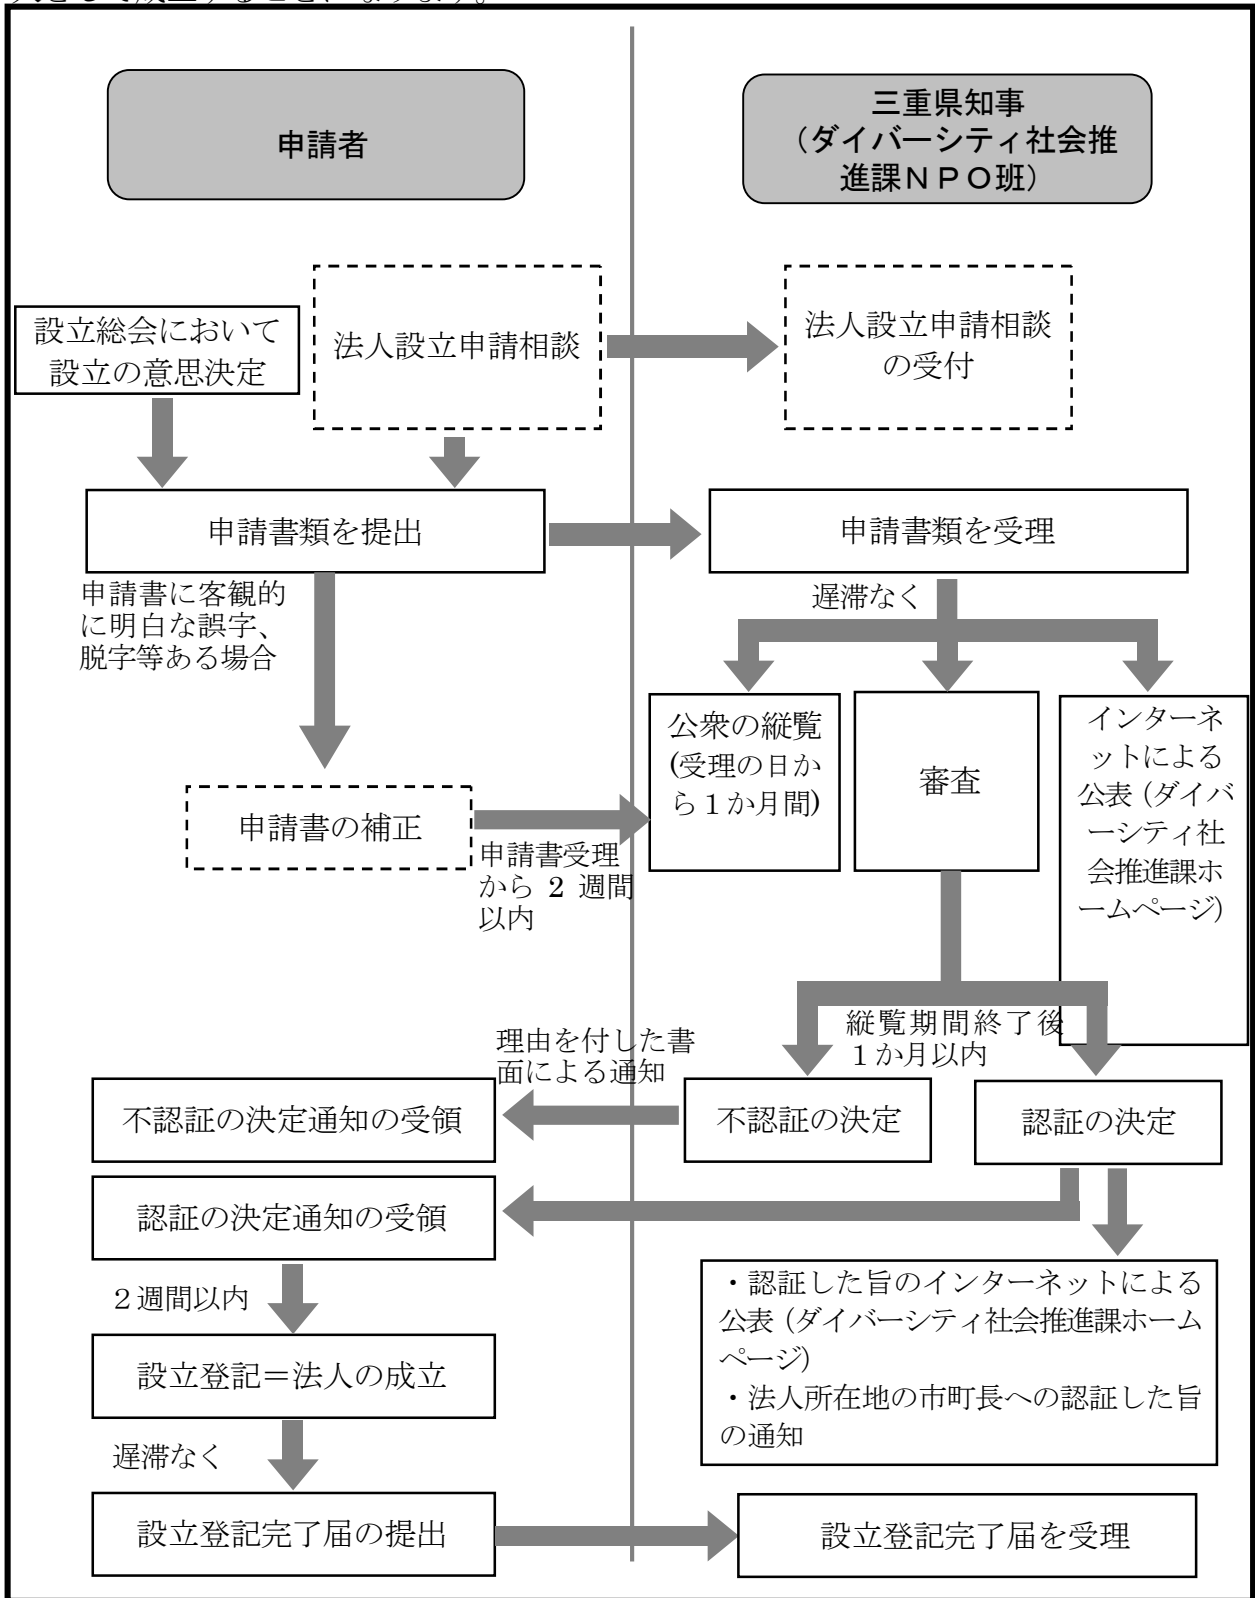 申請者
三重県知事
（ダイバーシティ社会推
進課ＮＰＯ班）
設立総会において
設立の意思決定
法人設立申請相談
法人設立申請相談
の受付
申請書類を提出
申請書類を受理
申請書に客観的
に明白な誤字、
脱字等ある場合
遅滞なく
公衆の縦覧
(受理の日か
ら１か月間)
審査
インターネ
ットによる
公表（ダイバ
ーシティ社
会推進課ホ
ームページ）
申請書の補正
申請書受理
から 2 週間
以内
縦覧期間終了後
１か月以内
理由を付した書
面による通知
不認証の決定通知の受領
不認証の決定
認証の決定
認証の決定通知の受領
２週間以内
・認証した旨のインターネットによる
公表（ダイバーシティ社会推進課ホーム
ページ）
・法人所在地の市町長への認証した旨
の通知
設立登記＝法人の成立
遅滞なく
設立登記完了届の提出
設立登記完了届を受理